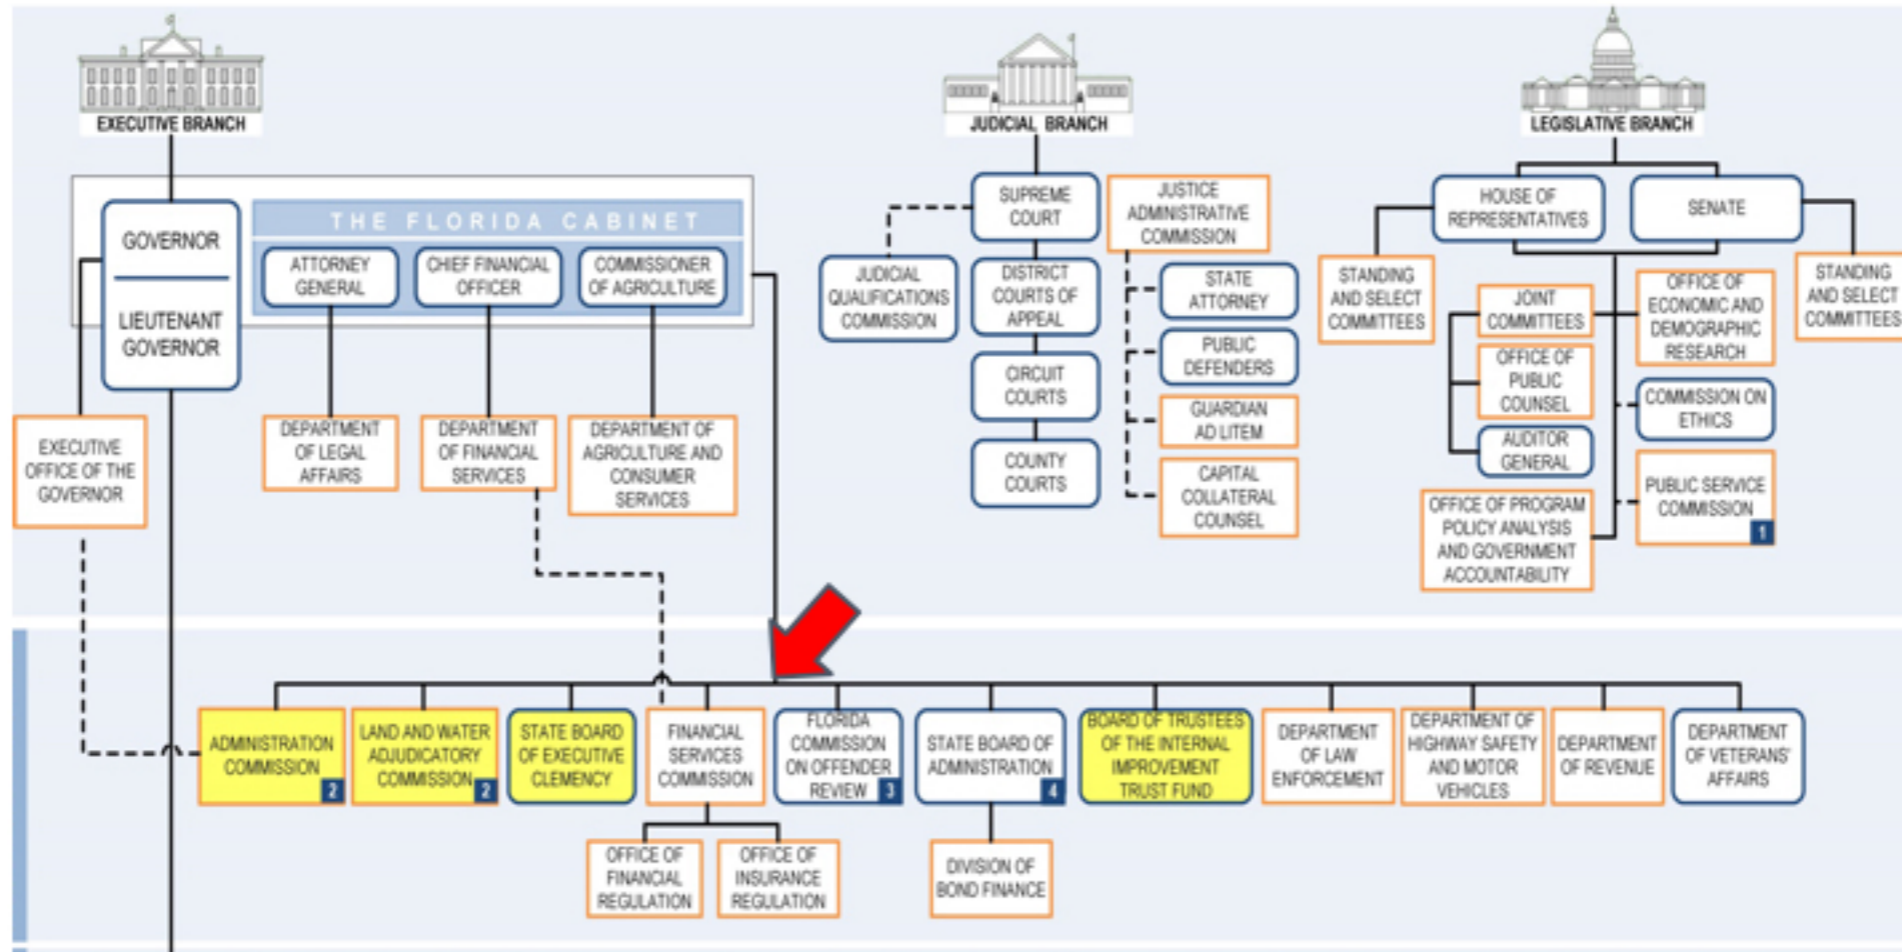 EXECUTIVE BRANCH
GOVERNOR
LIEUTENANT
GOVERNOR
THE FLORIDA CABINET
ATTORNEY
GENERAL
CHIEF FINANCIAL
OFFICER
COMMISSIONER
OF AGRICULTURE
EXECUTIVE
OFFICE OF THE
GOVERNOR
DEPARTMENT
OF LEGAL
AFFAIRS
DEPARTMENT
OF FINANCIAL
SERVICES
DEPARTMENT OF
AGRICULTURE AND
CONSUMER
SERVICES
JUDICIAL BRANCH
SUPREME
COURT
JUSTICE
ADMINISTRATIVE
COMMISSION
JUDICIAL
QUALIFICATIONS
COMMISSION
DISTRICT
COURTS OF
APPEAL
CIRCUIT
COURTS
COUNTY
COURTS
STATE
ATTORNEY
PUBLIC
DEFENDERS
GUARDIAN
AD LITEM
CAPITAL
COLLATERAL
COUNSEL
LEGISLATIVE BRANCH
HOUSE OF
REPRESENTATIVES
SENATE
STANDING
AND SELECT
COMMITTEES
JOINT
COMMITTEES
OFFICE OF
PUBLIC
COUNSEL
AUDITOR
GENERAL
OFFICE OF PROGRAM
POLICY ANALYSIS
AND GOVERNMENT
ACCOUNTABILITY
OFFICE OF
ECONOMIC AND
DEMOGRAPHIC
RESEARCH
COMMISSION ON
ETHICS
PUBLIC SERVICE
COMMISSION
1
STANDING
AND SELECT
COMMITTEES
ADMINISTRATION
COMMISSION
2
LAND AND WATER
ADJUDICATORY
COMMISSION
2
STATE BOARD
OF EXECUTIVE
CLEMENCY
FINANCIAL
SERVICES
COMMISSION
FLORIDA
COMMISSION
ON OFFENDER
REVIEW
3
STATE BOARD OF
ADMINISTRATION
4
BOARD OF TRUSTEES
OF THE INTERNAL
IMPROVEMENT
TRUST FUND
DEPARTMENT
OF LAW
ENFORCEMENT
DEPARTMENT OF
HIGHWAY SAFETY
AND MOTOR
VEHICLES
DEPARTMENT
OF REVENUE
DEPARTMENT
OF VETERANS'
AFFAIRS
OFFICE OF
FINANCIAL
REGULATION
OFFICE OF
INSURANCE
REGULATION
DIVISION OF
BOND FINANCE